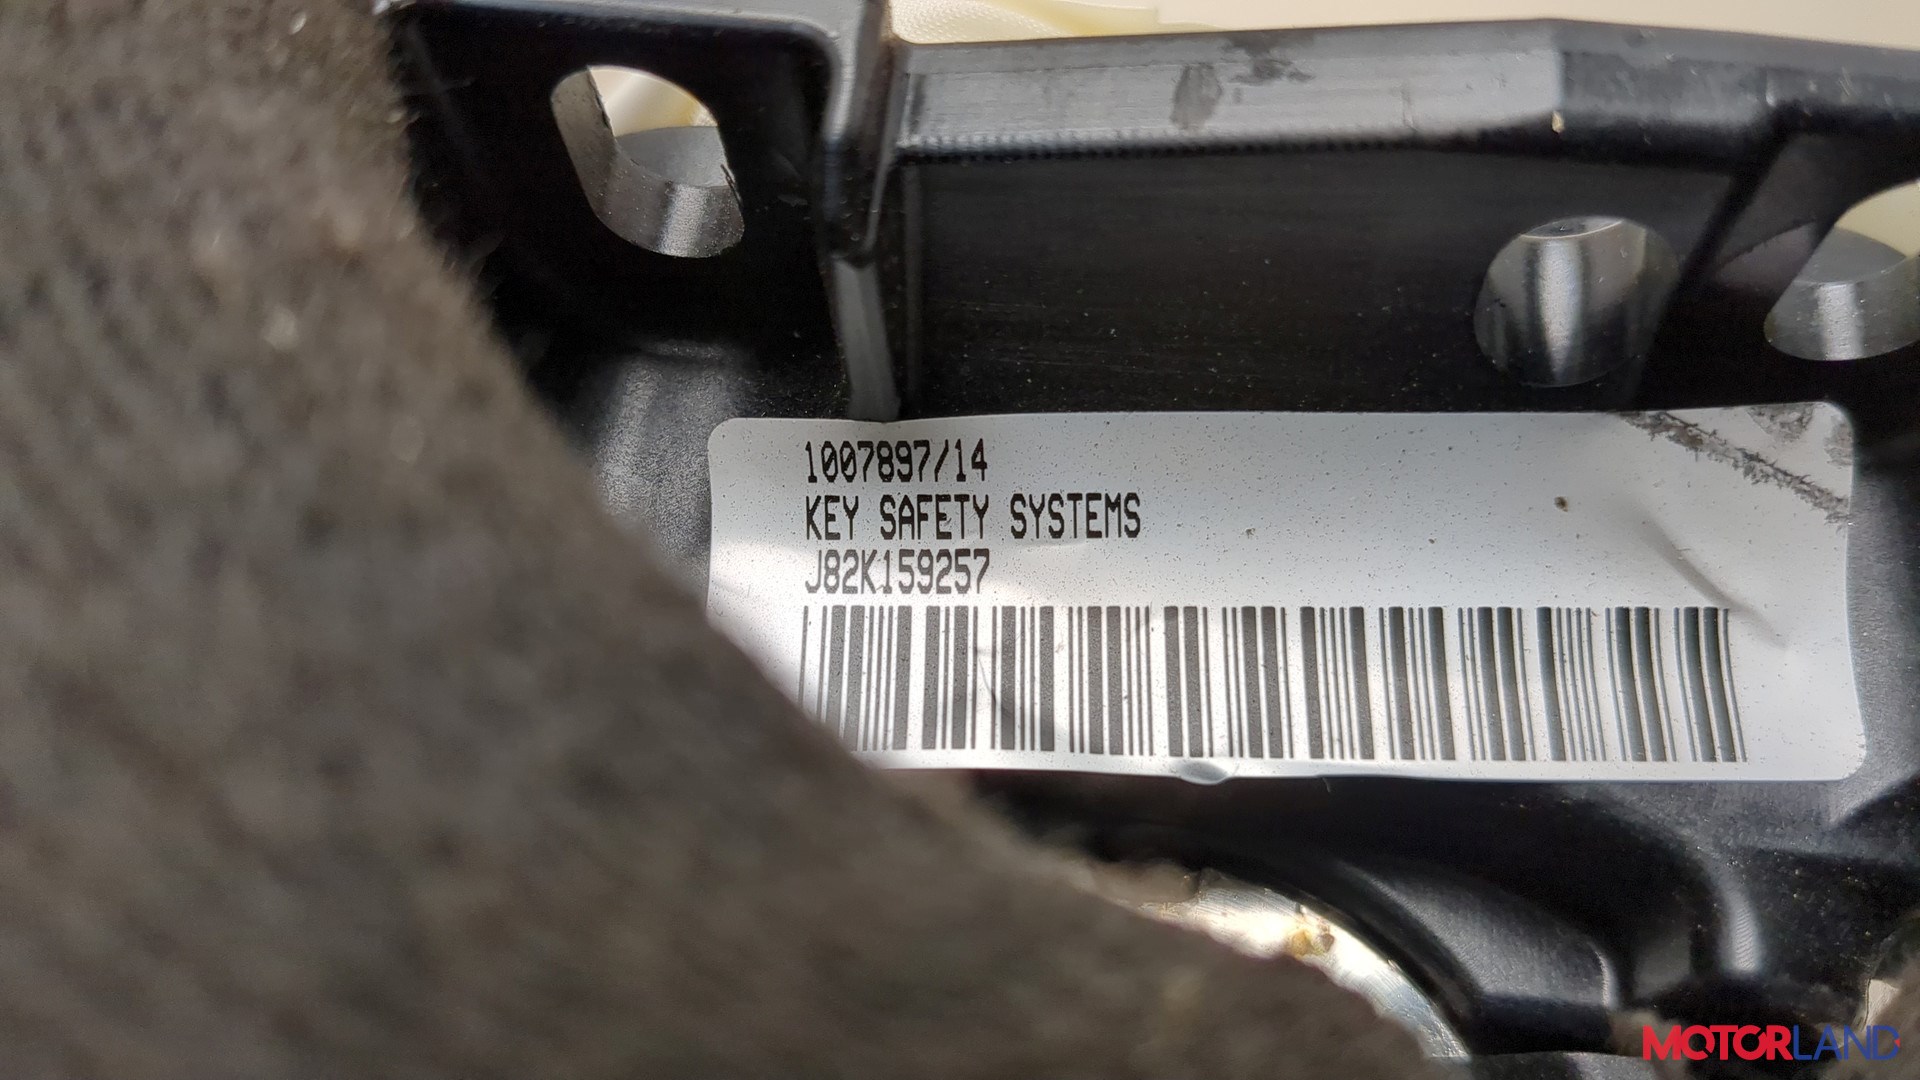 1007897/14
KEY SAFETY SYSTEMS
J82K159257
MOTORLAND